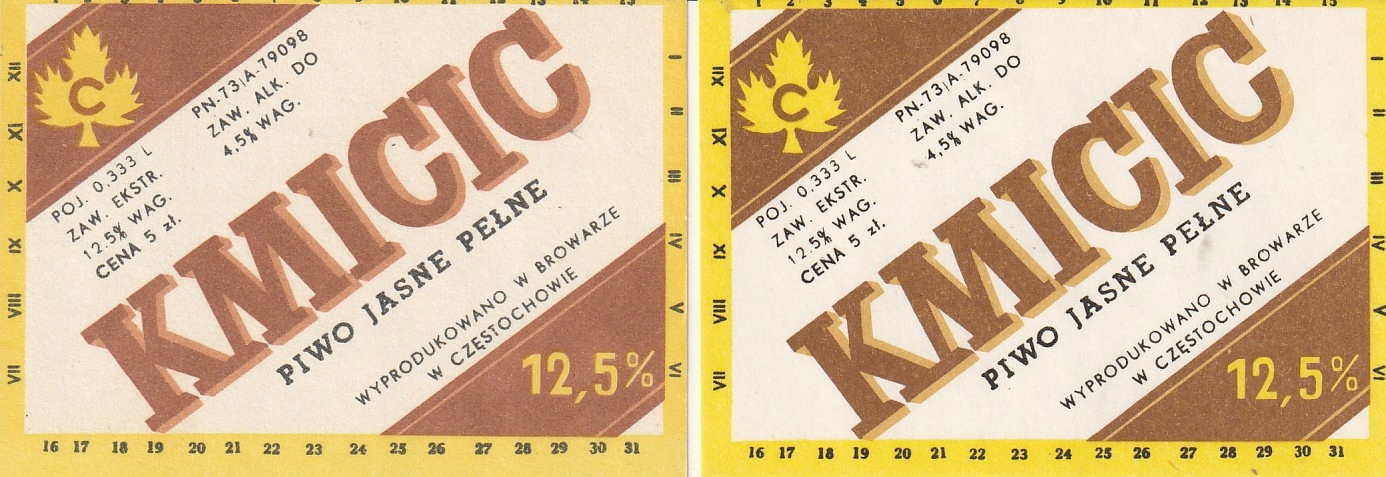 1 2 3 4 5 6 7 8 9 10 11 12 13 14 15
XII
XI
X
IX
VIII
VII
C
PN-73|A-79098
ZAW. ALK. DO
4,5% WAG.
POJ. 0,333 L
ZAW. EKSTR.
12.5% WAG.
CENA 5 zł.
KMICIC
PIWO JASNE PEŁNE
WYPRODUKOWANO W BROWARZE
W CZĘSTOCHOWIE
12,5%
I
II
III
IV
V
VI
16 17 18 19 20 21 22 23 24 25 26 27 28 29 30 31
1 2 3 4 5 6 7 8 9 10 11 12 13 14 15
XII
XI
X
IX
VIII
VII
C
PN-73|A-79098
ZAW. ALK. DO
4,5% WAG.
POJ. 0,333 L
ZAW. EKSTR.
12.5% WAG.
CENA 5 zł.
KMICIC
PIWO JASNE PEŁNE
WYPRODUKOWANO W BROWARZE
W CZĘSTOCHOWIE
12,5%
I
II
III
IV
V
VI
16 17 18 19 20 21 22 23 24 25 26 27 28 29 30 31